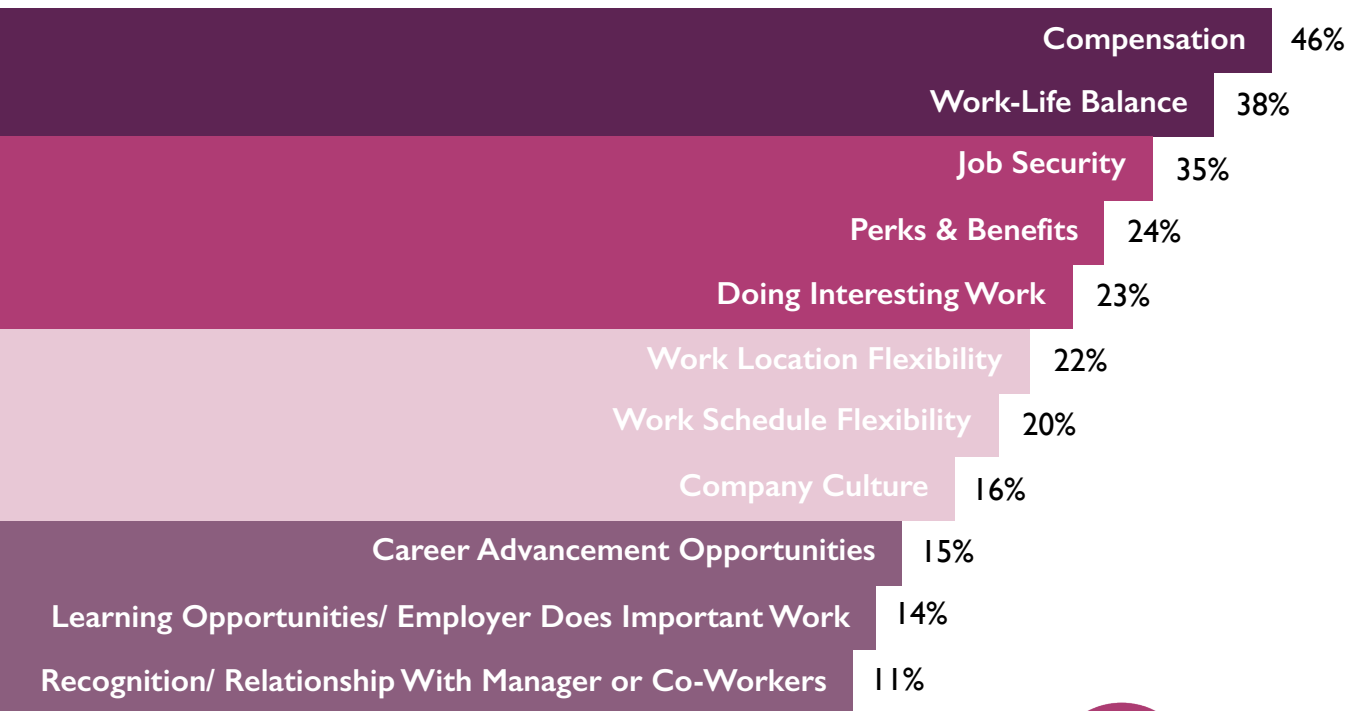 Compensation 46%
Work-Life Balance 38%
Job Security 35%
Perks & Benefits 24%
Doing Interesting Work 23%
Work Location Flexibility 22%
Work Schedule Flexibility 20%
Company Culture 16%
Career Advancement Opportunities 15%
Learning Opportunities/ Employer Does Important Work 14%
Recognition/ Relationship With Manager or Co-Workers 11%